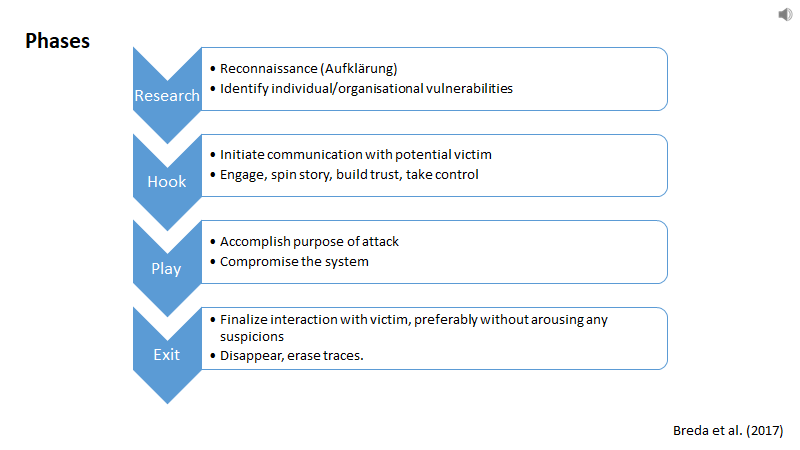 Phases
Research
• Reconnaissance (Aufklärung)
• Identify individual/organisational vulnerabilities
Hook
• Initiate communication with potential victim
• Engage, spin story, build trust, take control
Play
• Accomplish purpose of attack
• Compromise the system
Exit
• Finalize interaction with victim, preferably without arousing any
suspicions
• Disappear, erase traces.
Breda et al. (2017)